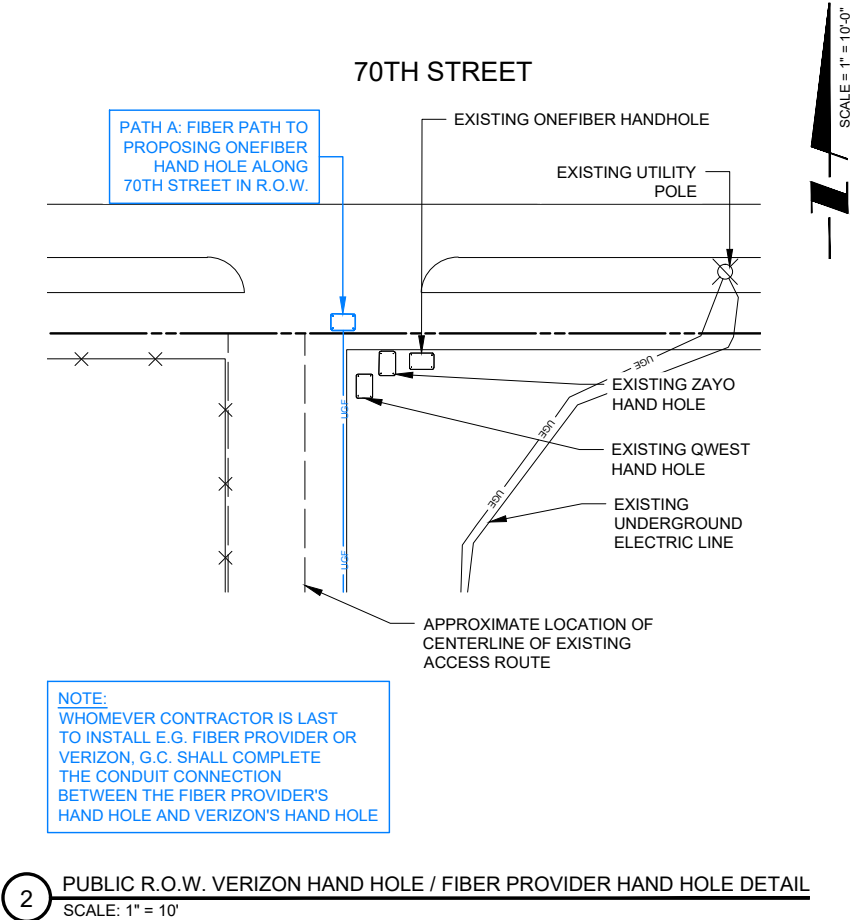 SCALE = 1" = 10'-0"
70TH STREET
PATH A: FIBER PATH TO
PROPOSING ONEFIBER
HAND HOLE ALONG
70TH STREET IN R.O.W.
EXISTING ONEFIBER HANDHOLE
EXISTING UTILITY
POLE
UGE
EXISTING ZAYO
HAND HOLE
UGF
UGE
EXISTING QWEST
HAND HOLE
UGE
EXISTING
UNDERGROUND
ELECTRIC LINE
UGF
APPROXIMATE LOCATION OF
CENTERLINE OF EXISTING
ACCESS ROUTE
NOTE:
WHOMEVER CONTRACTOR IS LAST
TO INSTALL E.G. FIBER PROVIDER OR
VERIZON, G.C. SHALL COMPLETE
THE CONDUIT CONNECTION
BETWEEN THE FIBER PROVIDER'S
HAND HOLE AND VERIZON'S HAND HOLE
2
PUBLIC R.O.W. VERIZON HAND HOLE / FIBER PROVIDER HAND HOLE DETAIL
SCALE: 1" = 10'